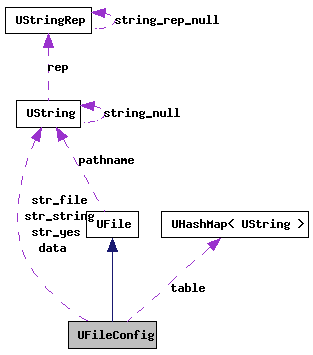 UStringRep
string_rep_null
rep
UString
string_null
pathname
str_file
str_string
str_yes
data
UFile
UHashMap< UString >
table
UFileConfig